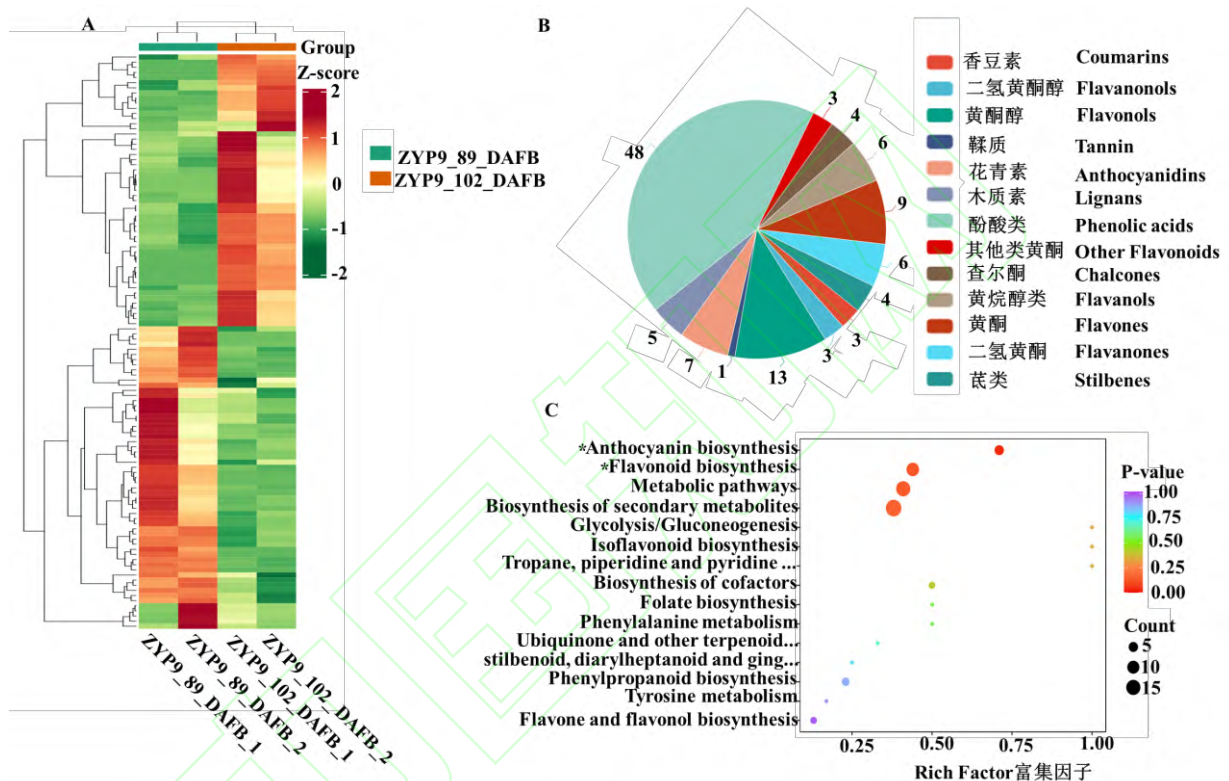 A
Group
Z-score
2
1
0
-1
-2
ZYP9_89_DAFB
ZYP9_102_DAFB
ZYP9_89_DAFB_1
ZYP9_89_DAFB_2
ZYP9_102_DAFB_1
ZYP9_102_DAFB_2
B
3
4
6
9
6
4
3
3
13
1
7
5
48
香豆素 Coumarins
二氢黄酮醇 Flavanonols
黄酮醇 Flavonols
鞣质 Tannin
花青素 Anthocyanidins
木质素 Lignans
酚酸类 Phenolic acids
其他类黄酮 Other Flavonoids
查尔酮 Chalcones
黄烷醇类 Flavanols
黄酮 Flavones
二氢黄酮 Flavanones
芪类 Stilbenes
C
*Anthocyanin biosynthesis
*Flavonoid biosynthesis
Metabolic pathways
Biosynthesis of secondary metabolites
Glycolysis/Gluconeogenesis
Isoflavonoid biosynthesis
Tropane, piperidine and pyridine ...
Biosynthesis of cofactors
Folate biosynthesis
Phenylalanine metabolism
Ubiquinone and other terpenoid...
stilbenoid, diarylheptanoid and ging...
Phenylpropanoid biosynthesis
Tyrosine metabolism
Flavone and flavonol biosynthesis
0.25 0.50 0.75 1.00
Rich Factor富集因子
P-value
1.00
0.75
0.50
0.25
0.00
Count
5
10
15